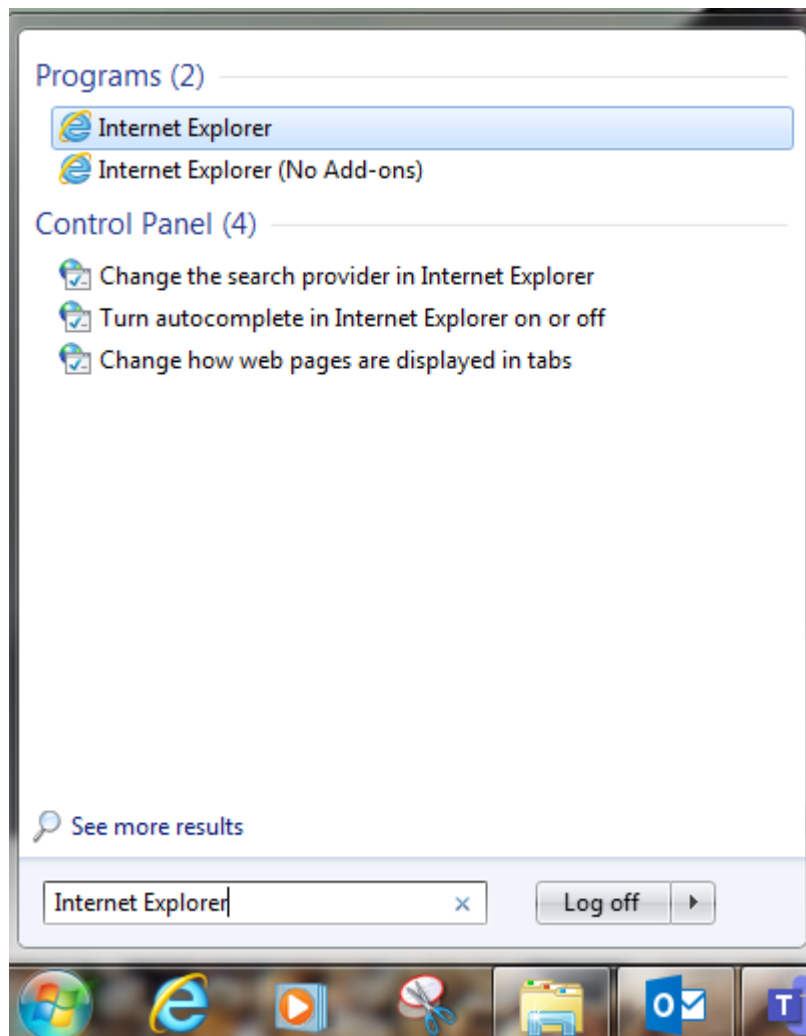 Programs (2)
Internet Explorer
Internet Explorer (No Add-ons)
Control Panel (4)
Change the search provider in Internet Explorer
Turn autocomplete in Internet Explorer on or off
Change how web pages are displayed in tabs
See more results
Internet Explorer
Log off
O
T